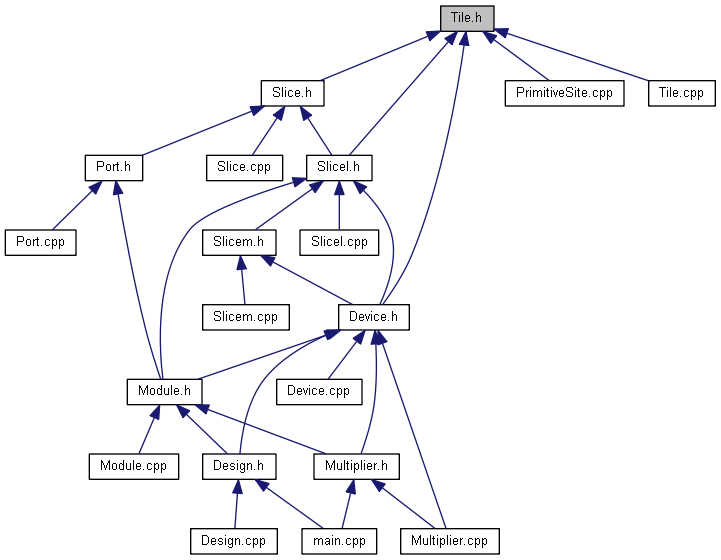 Tile.h
Slice.h
PrimitiveSite.cpp
Tile.cpp
Port.h
Slice.cpp
Slicel.h
Port.cpp
Slicem.h
Slicel.cpp
Slicem.cpp
Device.h
Module.h
Device.cpp
Module.cpp
Design.h
Multiplier.h
Design.cpp
main.cpp
Multiplier.cpp